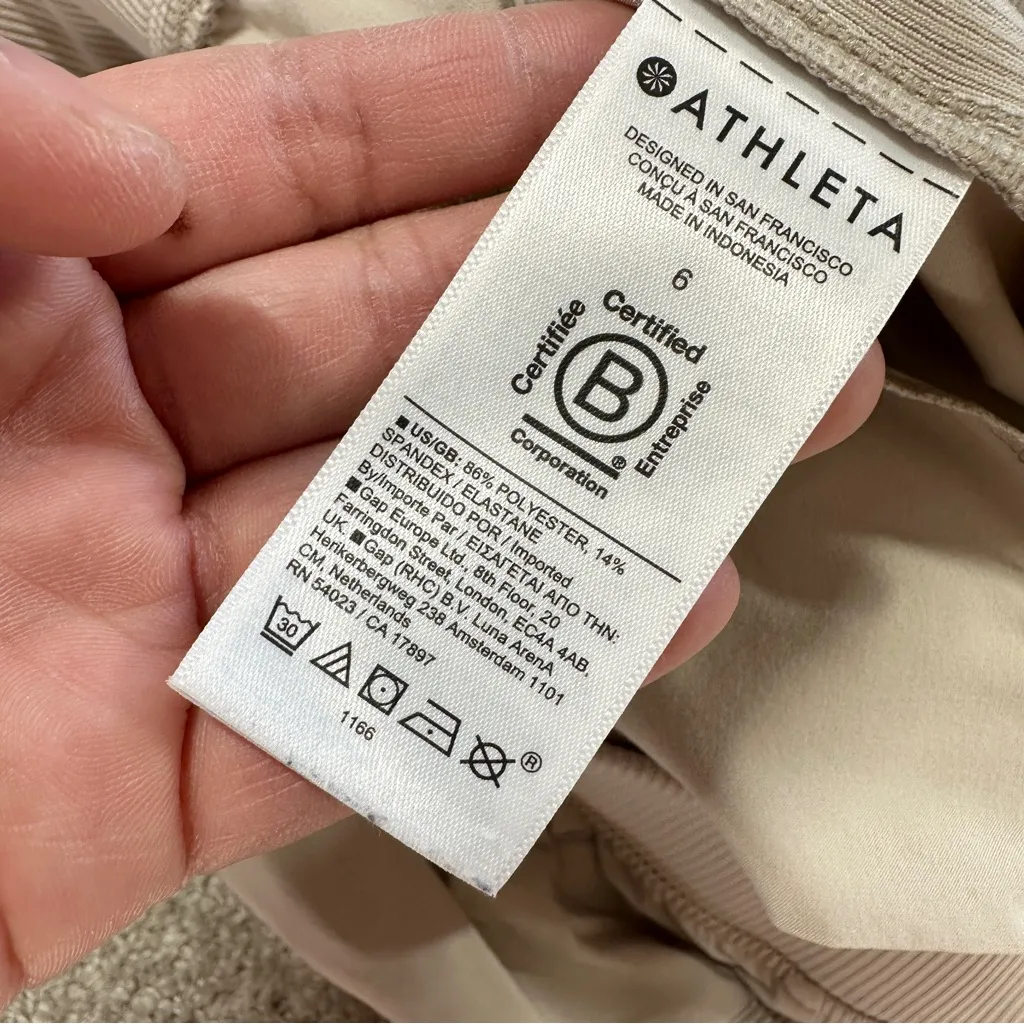 ATHLETA
DESIGNED IN SAN FRANCISCO
CONÇU À SAN FRANCISCO
MADE IN INDONESIA
6
Certified
Certifiée
B
Entreprise
Corporation ®
■ US/GB: 86% POLYESTER, 14%
SPANDEX / ELASTANE
DISTRIBUIDO POR / Imported
By/Importe Par / ΕΙΣΑΓΕΤΑΙ ΑΠΟ ΤΗΝ:
■Gap Europe Ltd., 8th Floor, 20
Farringdon Street, London, EC4A 4AB,
UK. ■Gap (RHC) B.V. Luna ArenA
Herikerbergweg 238 Amsterdam 1101
CM, Netherlands
RN 54023 / CA 17897
30
®
1166